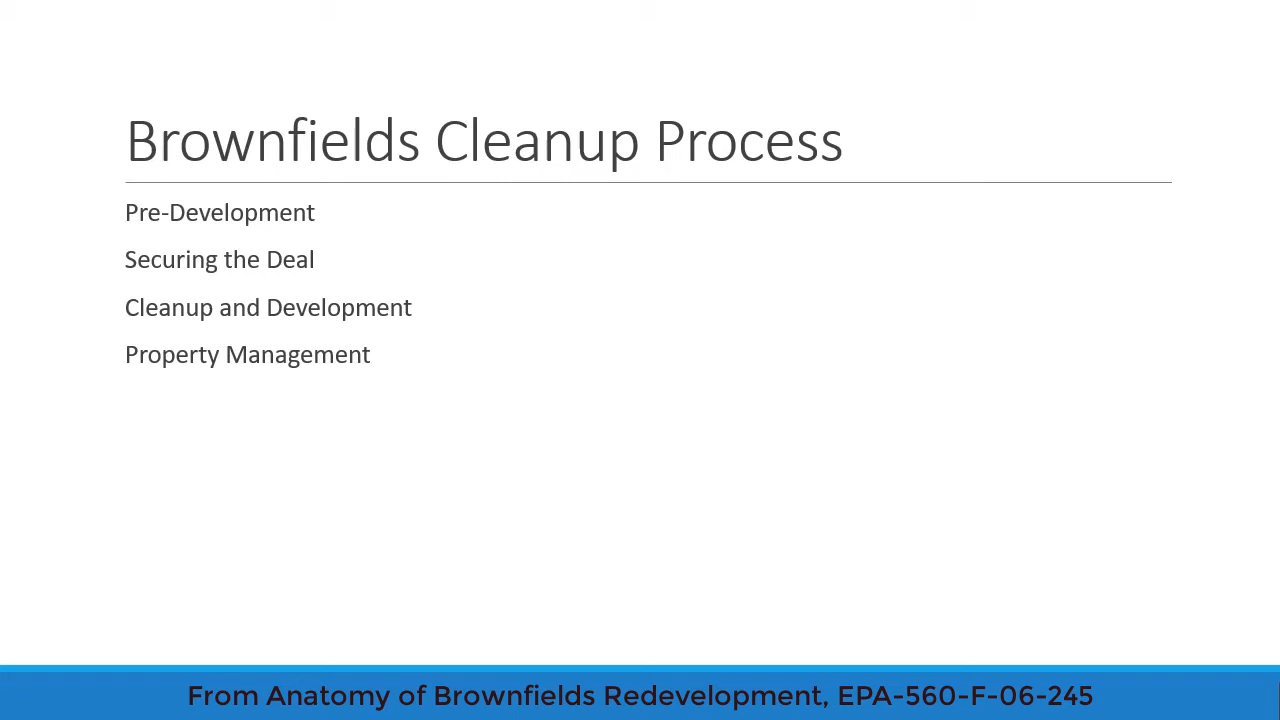 Brownfields Cleanup Process
Pre-Development
Securing the Deal
Cleanup and Development
Property Management
From Anatomy of Brownfields Redevelopment, EPA-560-F-06-245